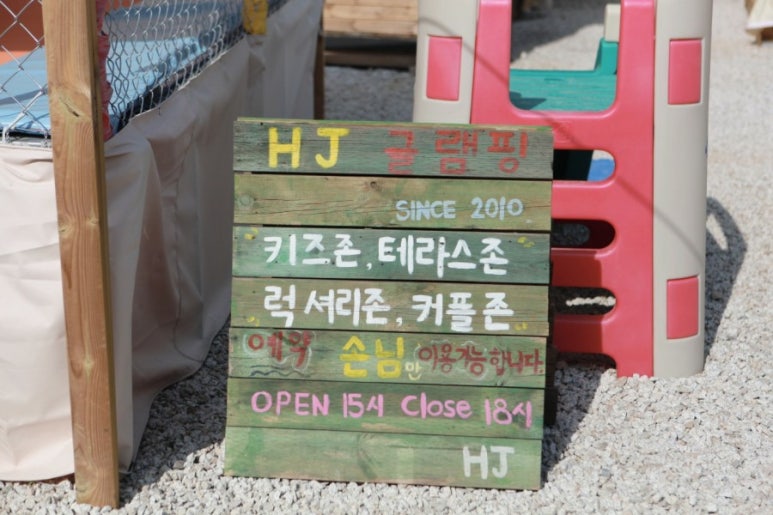 HJ 글램핑
SINCE 2010
키즈존, 테라스존
럭셔리존, 커플존
예약 손님만 이용가능합니다.
OPEN 15시 Close 18시
HJ